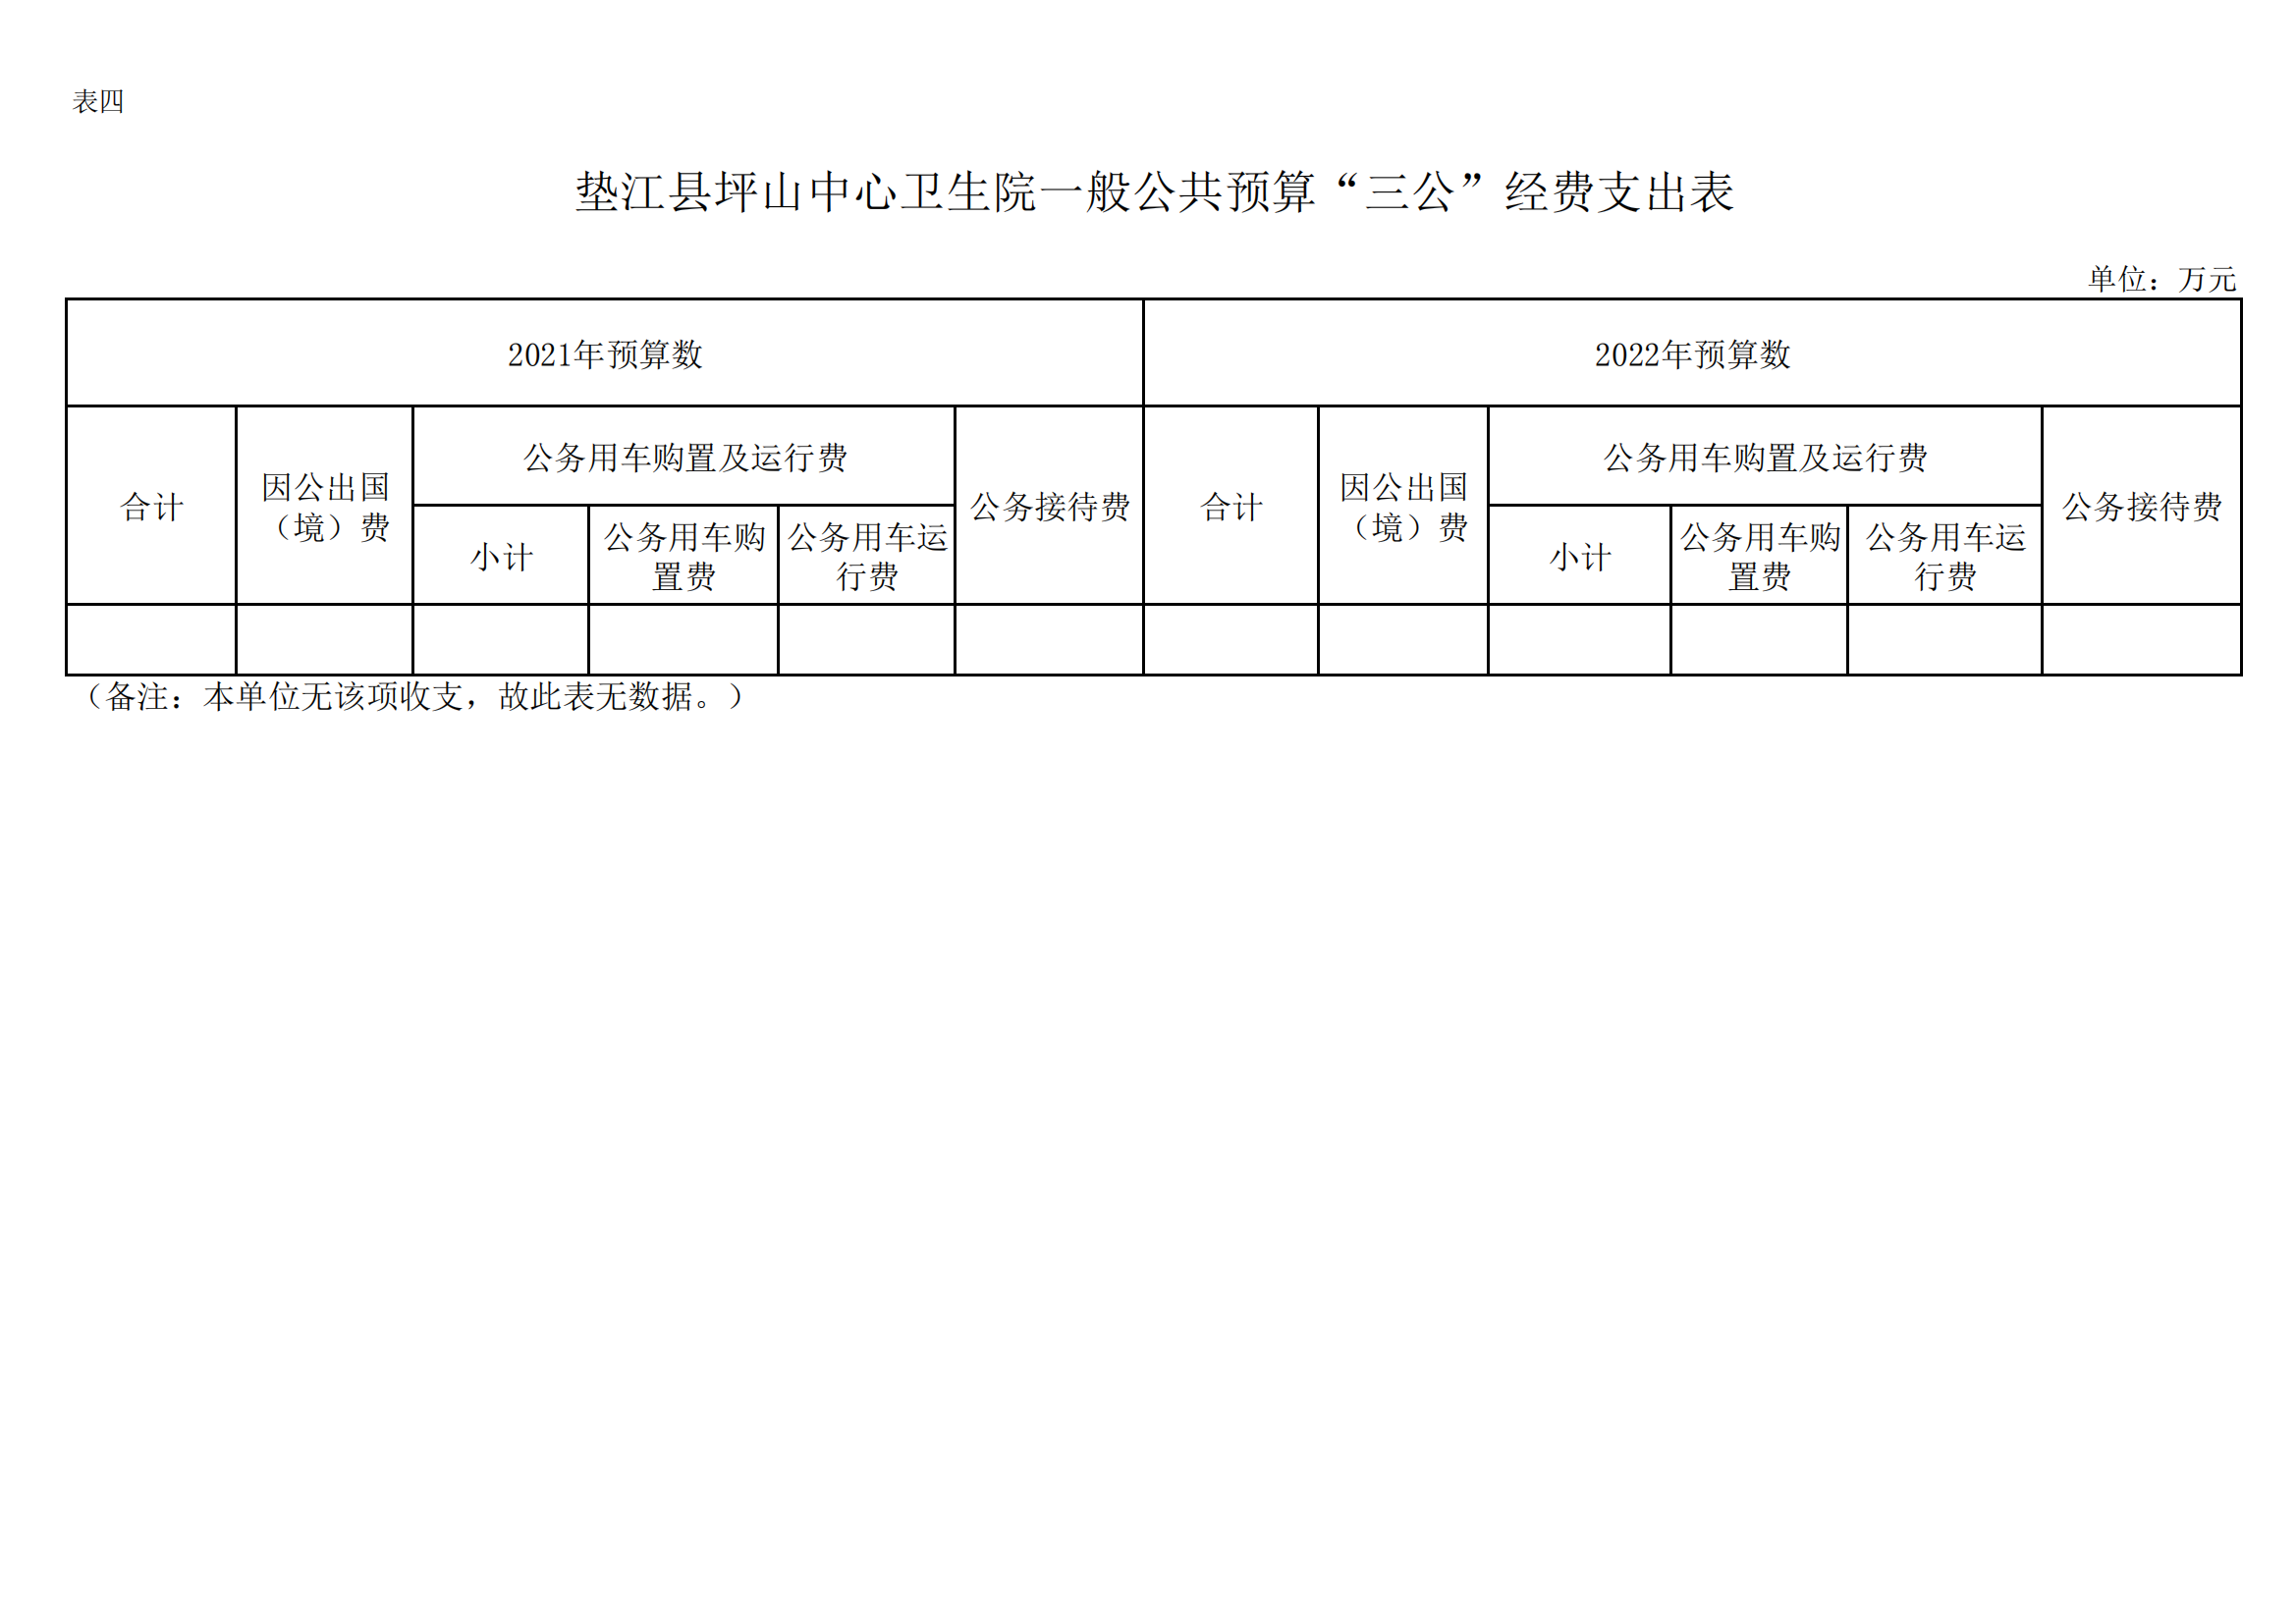 表四
垫江县坪山中心卫生院一般公共预算“三公”经费支出表
单位：万元
2021年预算数
2022年预算数
合计
因公出国
（境）费
公务用车购置及运行费
公务接待费
合计
因公出国
（境）费
公务用车购置及运行费
公务接待费
小计
公务用车购
置费
公务用车运
行费
小计
公务用车购
置费
公务用车运
行费
（备注：本单位无该项收支，故此表无数据。）